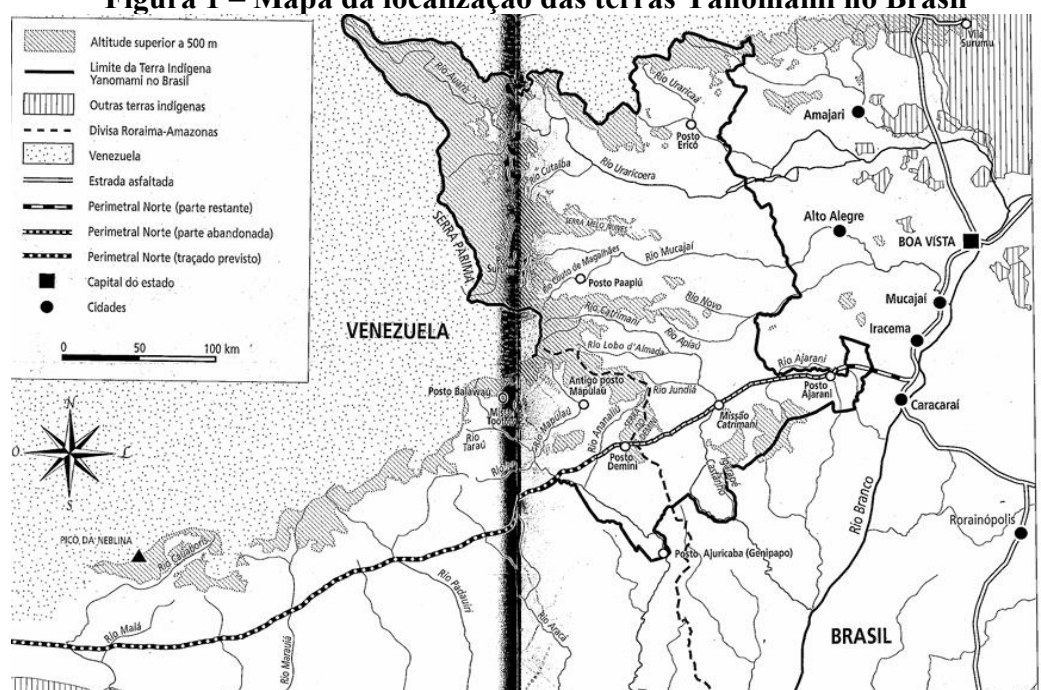 Figura 1 – Mapa da localização das terras Yanomami no Brasil
Altitude superior a 500 m
Limite da Terra Indígena
Yanomami no Brasil
Outras terras indígenas
Divisa Roraima-Amazonas
Venezuela
Estrada asfaltada
Perimetral Norte (parte restante)
Perimetral Norte (parte abandonada)
Perimetral Norte (traçado previsto)
Capital do estado
Cidades
0 50 100 km
N
O
L
S
Vila
Surumu
Rio Auaris
Rio Uraricaá
Posto
Ericó
Amajari
Rio Cutaíba
Rio Uraricoera
SERRA PARIMA
SERRA MELO NUNES
Alto Alegre
BOA VISTA
Rio Couto de Magalhães
Rio Mucajaí
Posto Paapiú
Rio Novo
Mucajaí
Rio Catrimani
Rio Apiaú
Iracema
VENEZUELA
Rio Lobo d'Almada
Rio Ajarani
Posto
Ajarani
Posto Balawaú
Antigo posto
Mapulaú
Rio Jundiá
Missão
Catrimani
Caracaraí
Rio Mapulaú
Rio Ananaliú
Rio
Taraú
Posto
Demini
Igarapé
Castanho
Rio Branco
Rorainópolis
PICO DA NEBLINA
Rio Cauaboris
Posto Ajuricaba (Genipapo)
Rio Padauiri
Rio Maiá
Rio Marauiá
Rio Aracá
BRASIL